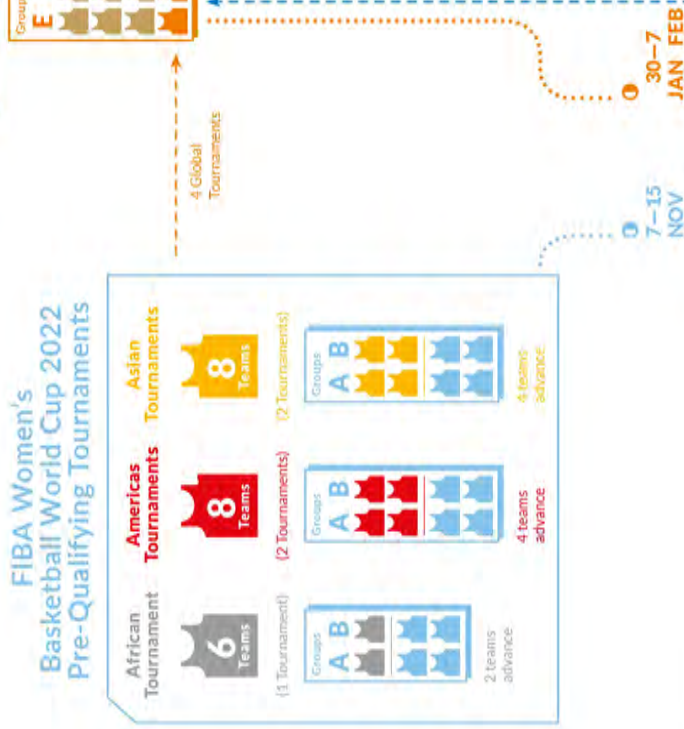 FIBA Women's
Basketball World Cup 2022
Pre-Qualifying Tournaments
African
Tournament
6
Teams
(1 Tournament)
Groups
A B
2 teams
advance
Americas
Tournaments
8
Teams
(2 Tournaments)
Groups
A B
4 teams
advance
Asian
Tournaments
8
Teams
(2 Tournaments)
Groups
A B
4 teams
advance
4 Global
Tournaments
Group
E
7–15
NOV
30–7
JAN FEB